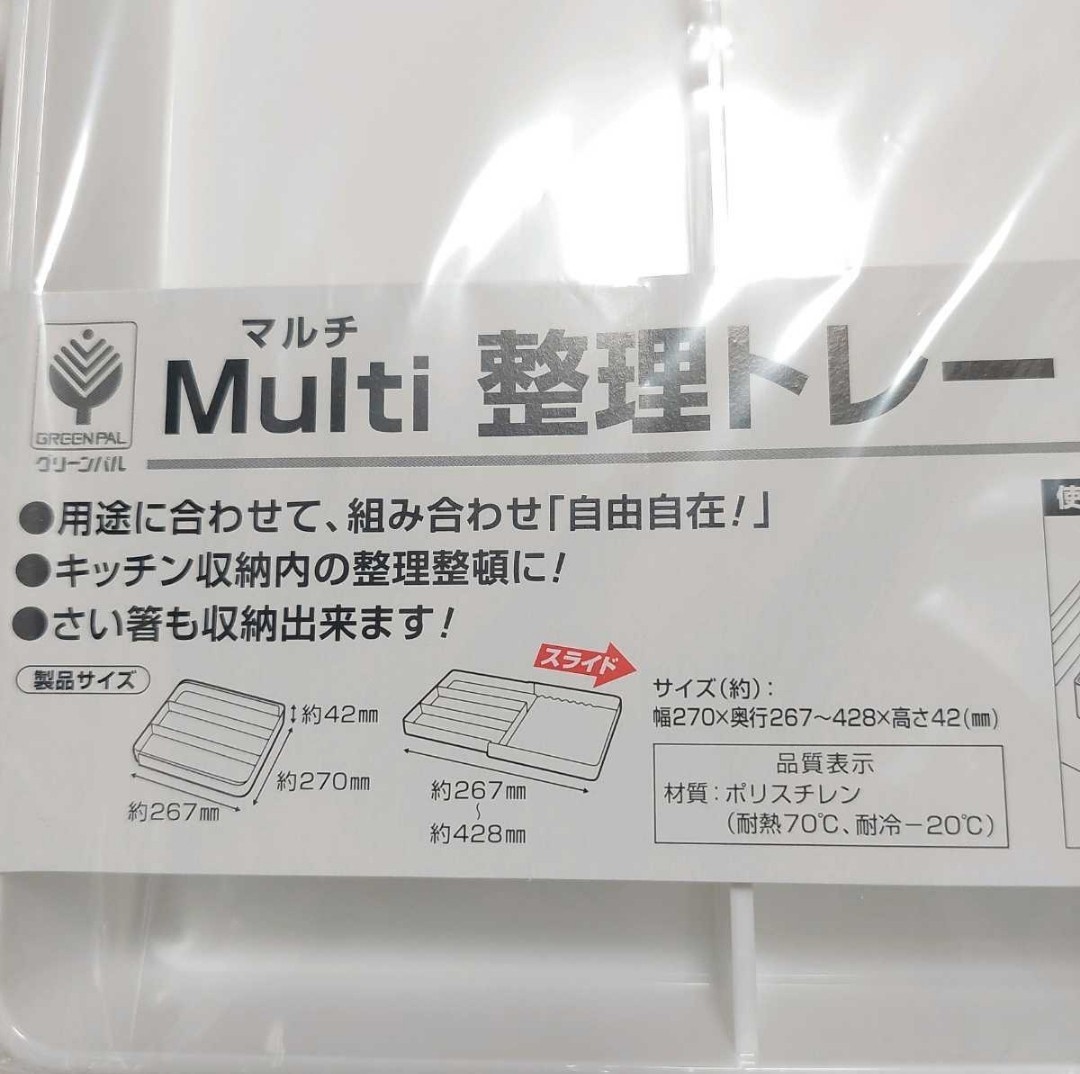 マルチ
Multi 整理トレー
GREEN PAL
グリーンパル
●用途に合わせて、組み合わせ「自由自在!」
●キッチン収納内の整理整頓に!
●さい箸も収納出来ます!
製品サイズ
約42㎜
約270㎜
約267㎜
スライド
約267㎜
~
約428㎜
サイズ(約):
幅270×奥行267~428×高さ42(㎜)
品質表示
材質:ポリスチレン
(耐熱70℃、耐冷-20℃)
使